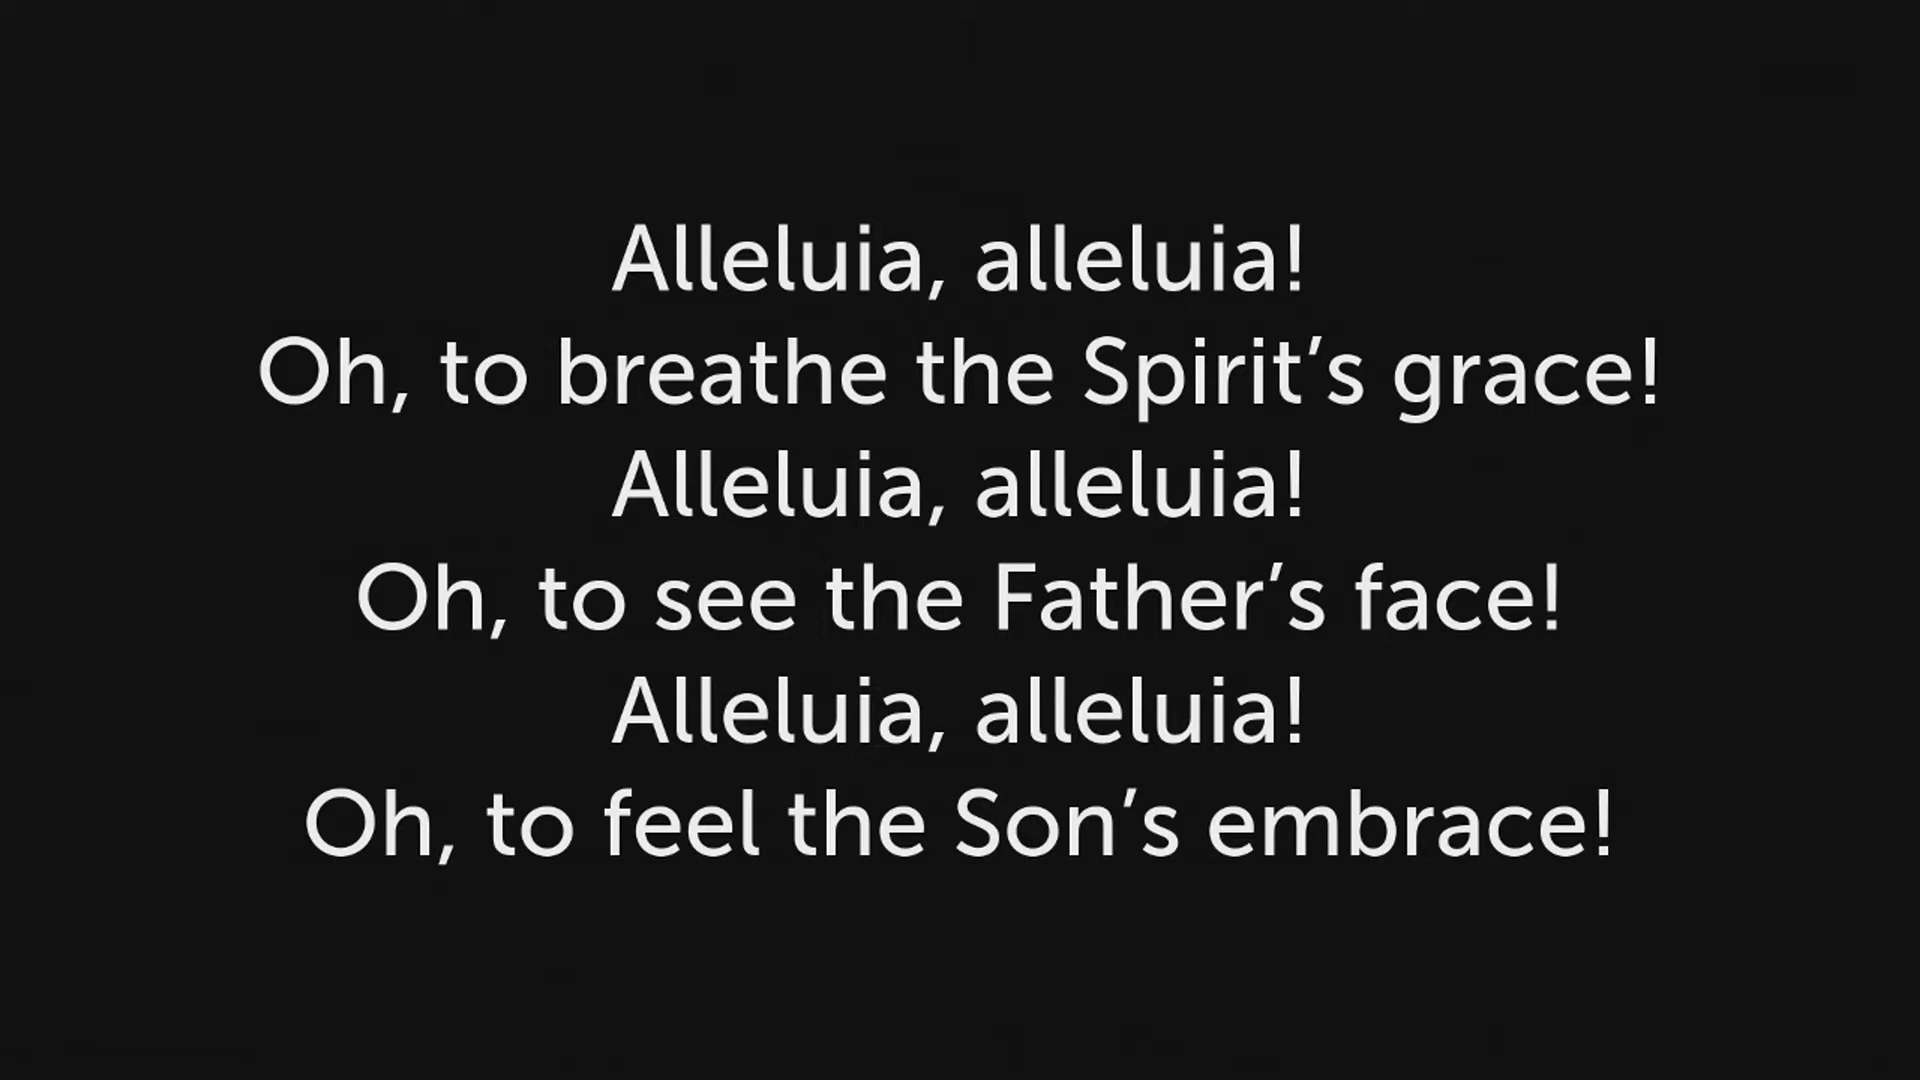 Alleluia, alleluia!
Oh, to breathe the Spirit’s grace!
Alleluia, alleluia!
Oh, to see the Father’s face!
Alleluia, alleluia!
Oh, to feel the Son’s embrace!